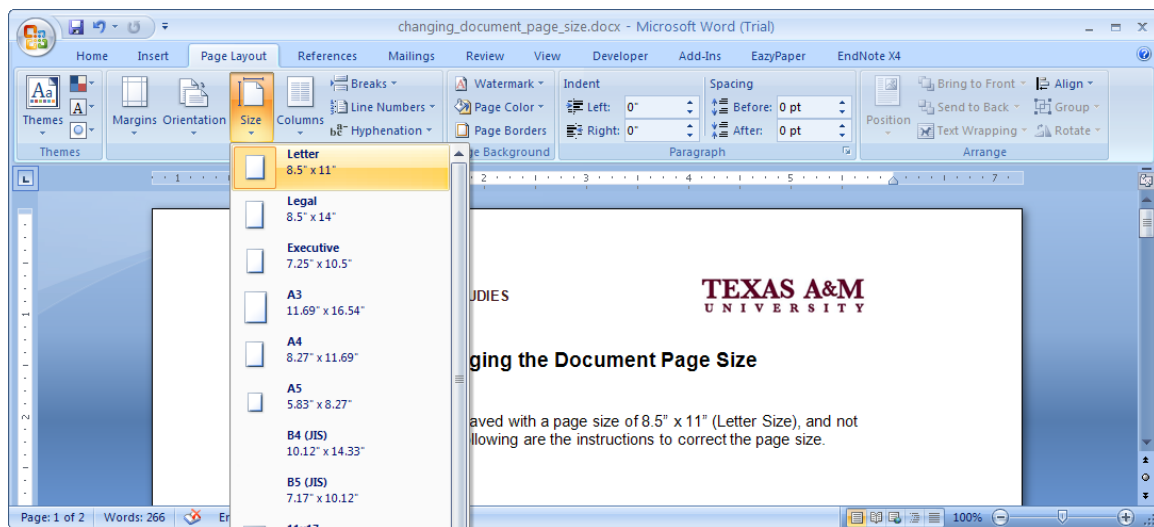 changing_document_page_size.docx - Microsoft Word (Trial)
Home Insert Page Layout References Mailings Review View Developer Add-Ins EazyPaper EndNote X4
Aa
A
Themes
Themes
Margins Orientation Size Columns
Breaks
Line Numbers
Hyphenation
Watermark
Page Color
Page Borders
ge Background
Indent
Left: 0"
Right: 0"
Spacing
Before: 0 pt
After: 0 pt
Paragraph
Position
Bring to Front
Send to Back
Text Wrapping
Align
Group
Rotate
Arrange
1 2 3 4 5 7
Letter
8.5" x 11"
Legal
8.5" x 14"
Executive
7.25" x 10.5"
A3
11.69" x 16.54"
A4
8.27" x 11.69"
A5
5.83" x 8.27"
B4 (JIS)
10.12" x 14.33"
B5 (JIS)
7.17" x 10.12"
UDIES
TEXAS A&M
UNIVERSITY
ging the Document Page Size
aved with a page size of 8.5" x 11" (Letter Size), and not
llowing are the instructions to correct the page size.
Page: 1 of 2 Words: 266 100%